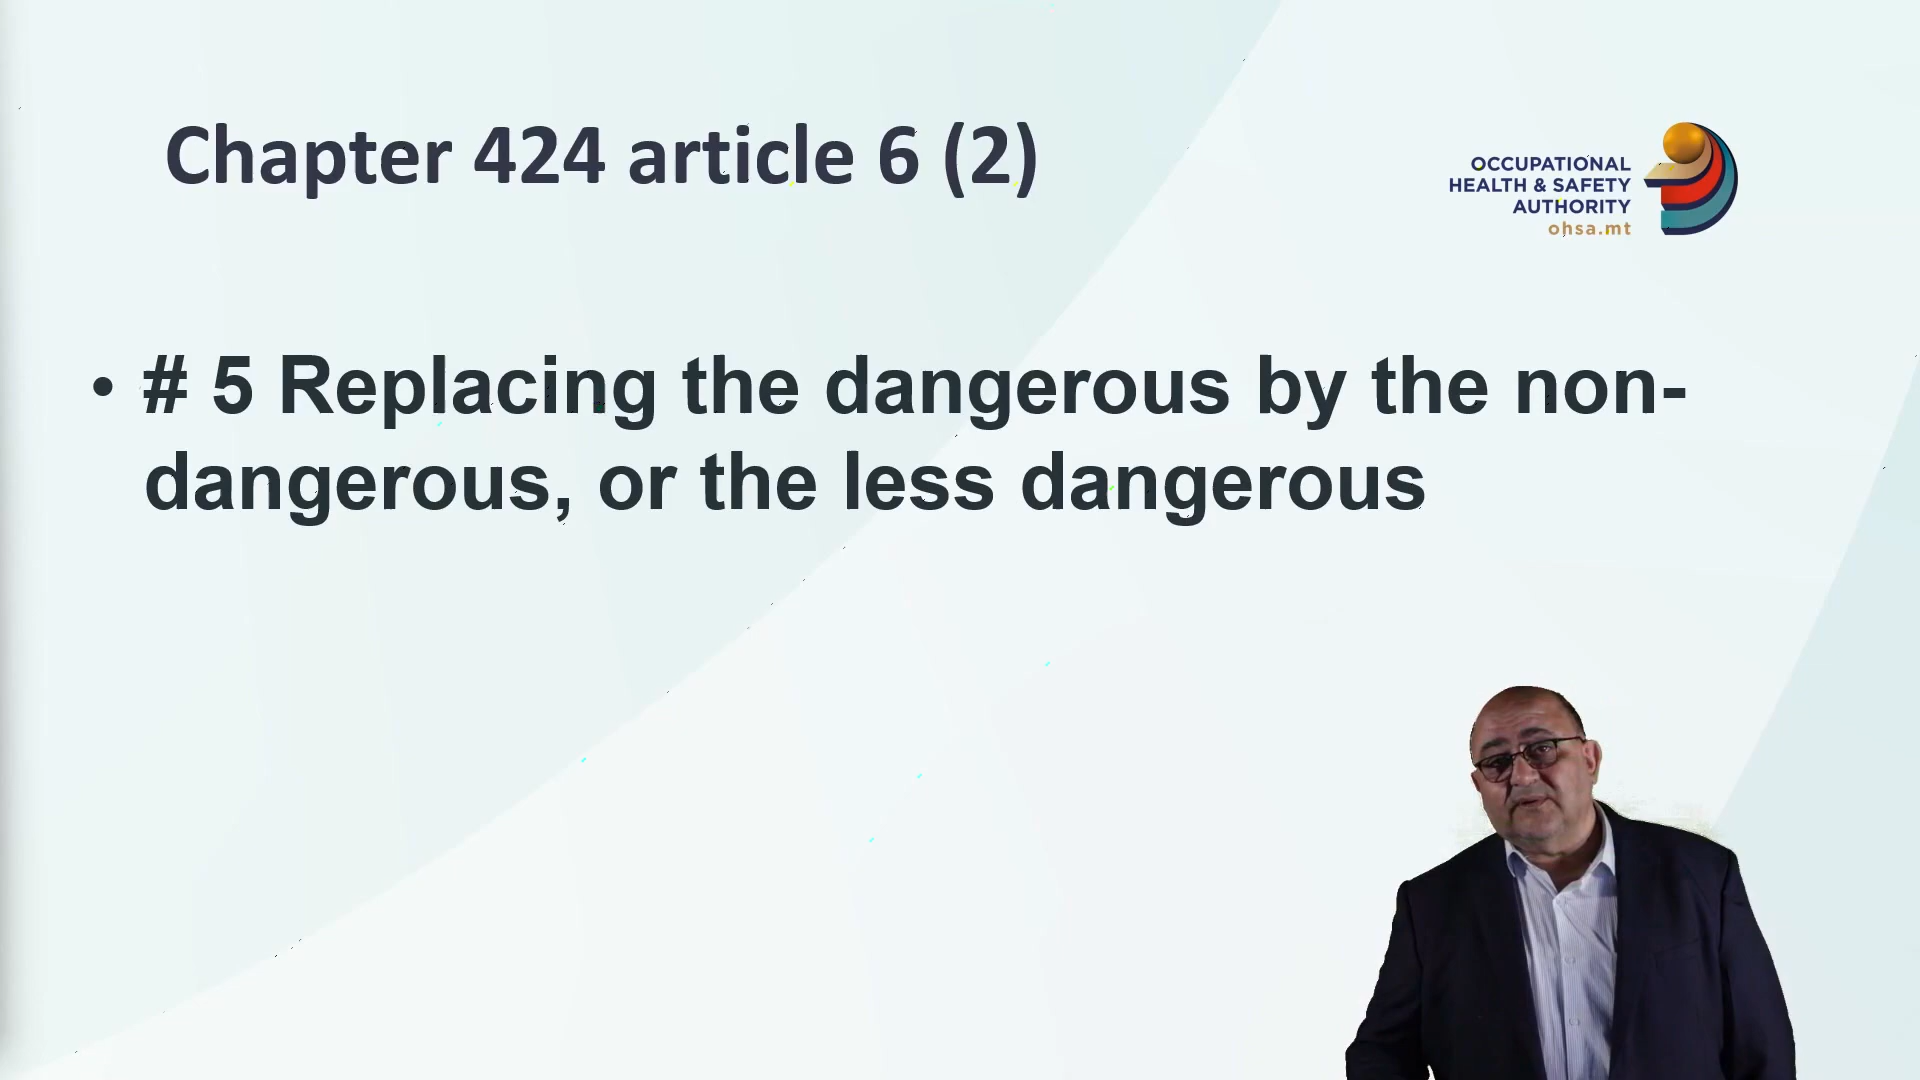 Chapter 424 article 6 (2)
OCCUPATIONAL
HEALTH & SAFETY
AUTHORITY
ohsa.mt
• # 5 Replacing the dangerous by the non-
dangerous, or the less dangerous